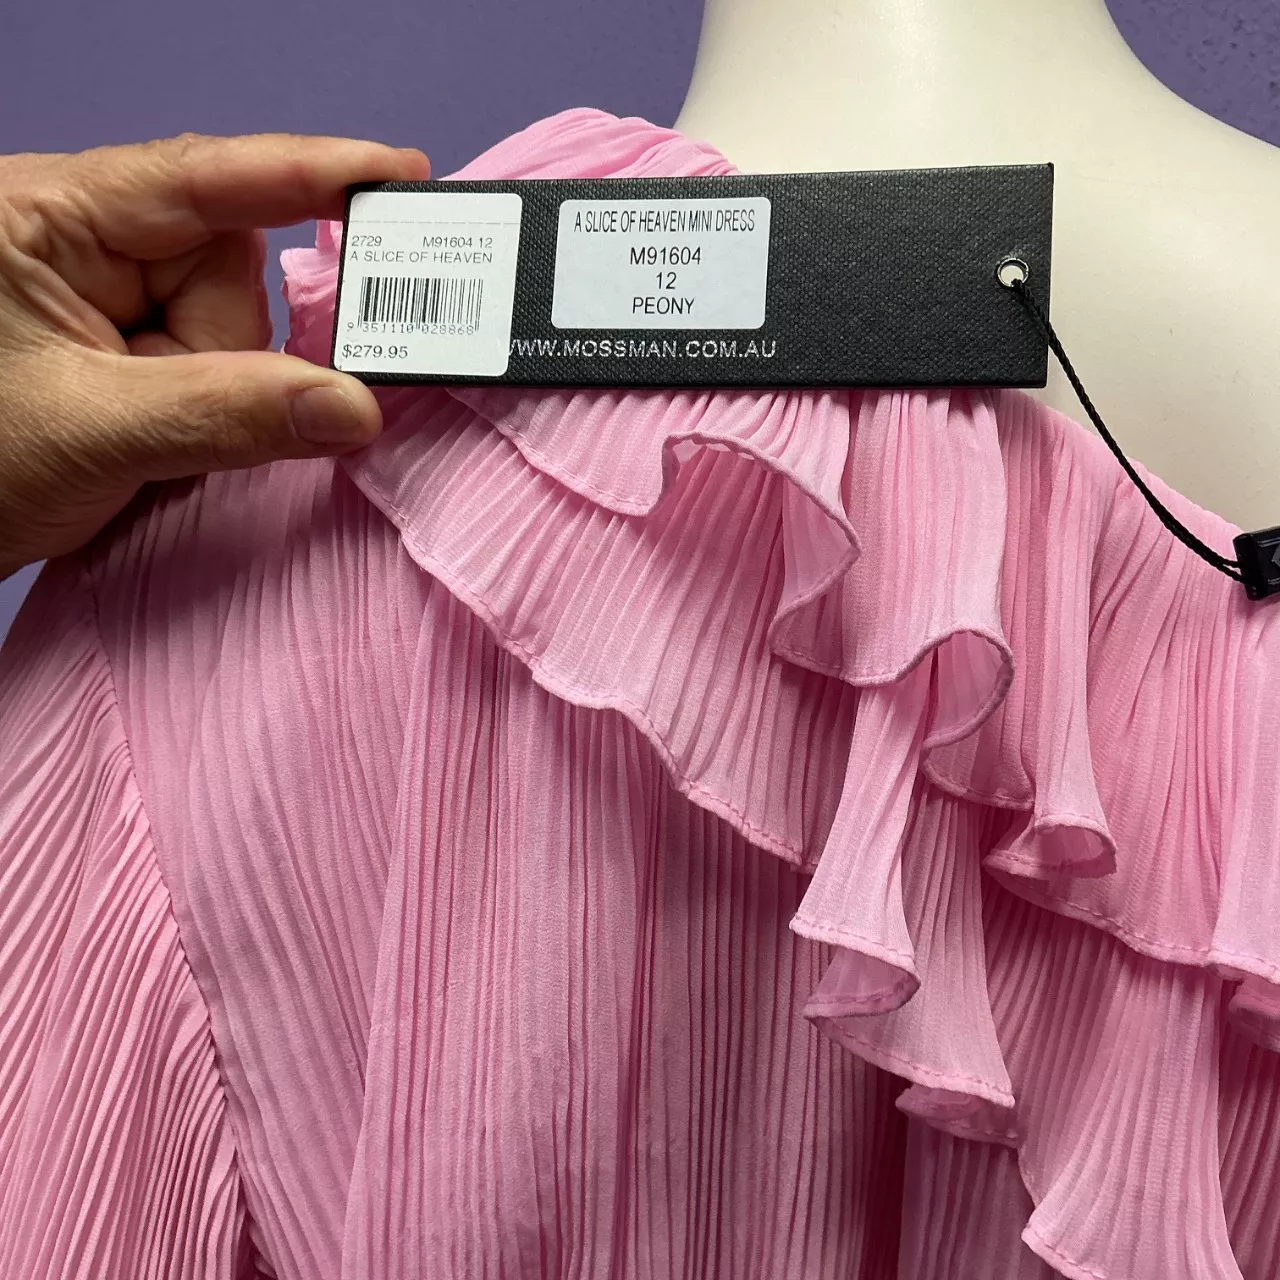 2729 M91604 12
A SLICE OF HEAVEN
9 351110 028868
$279.95
A SLICE OF HEAVEN MINI DRESS
M91604
12
PEONY
WWW.MOSSMAN.COM.AU